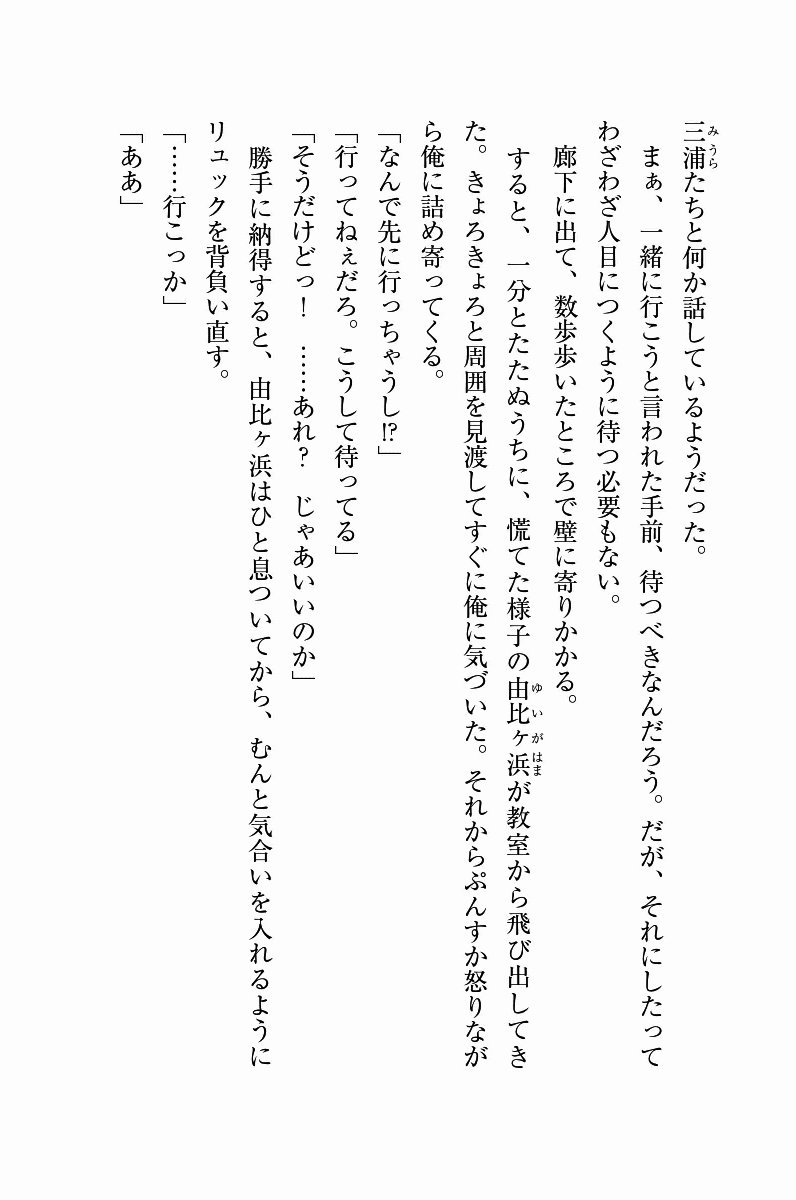 三浦たちと何か話しているようだった。
　まぁ、一緒に行こうと言われた手前、待つべきなんだろう。だが、それにしたって
わざわざ人目につくように待つ必要もない。
　廊下に出て、数歩歩いたところで壁に寄りかかる。
　すると、一分とたたぬうちに、慌てた様子の由比ヶ浜が教室から飛び出してき
た。きょろきょろと周囲を見渡してすぐに俺に気づいた。それからぷんすか怒りなが
ら俺に詰め寄ってくる。
「なんで先に行っちゃうし!?」
「行ってねぇだろ。こうして待ってる」
「そうだけどっ！　……あれ？　じゃあいいのか」
　勝手に納得すると、由比ヶ浜はひと息ついてから、むんと気合いを入れるように
リュックを背負い直す。
「……行こっか」
「ああ」